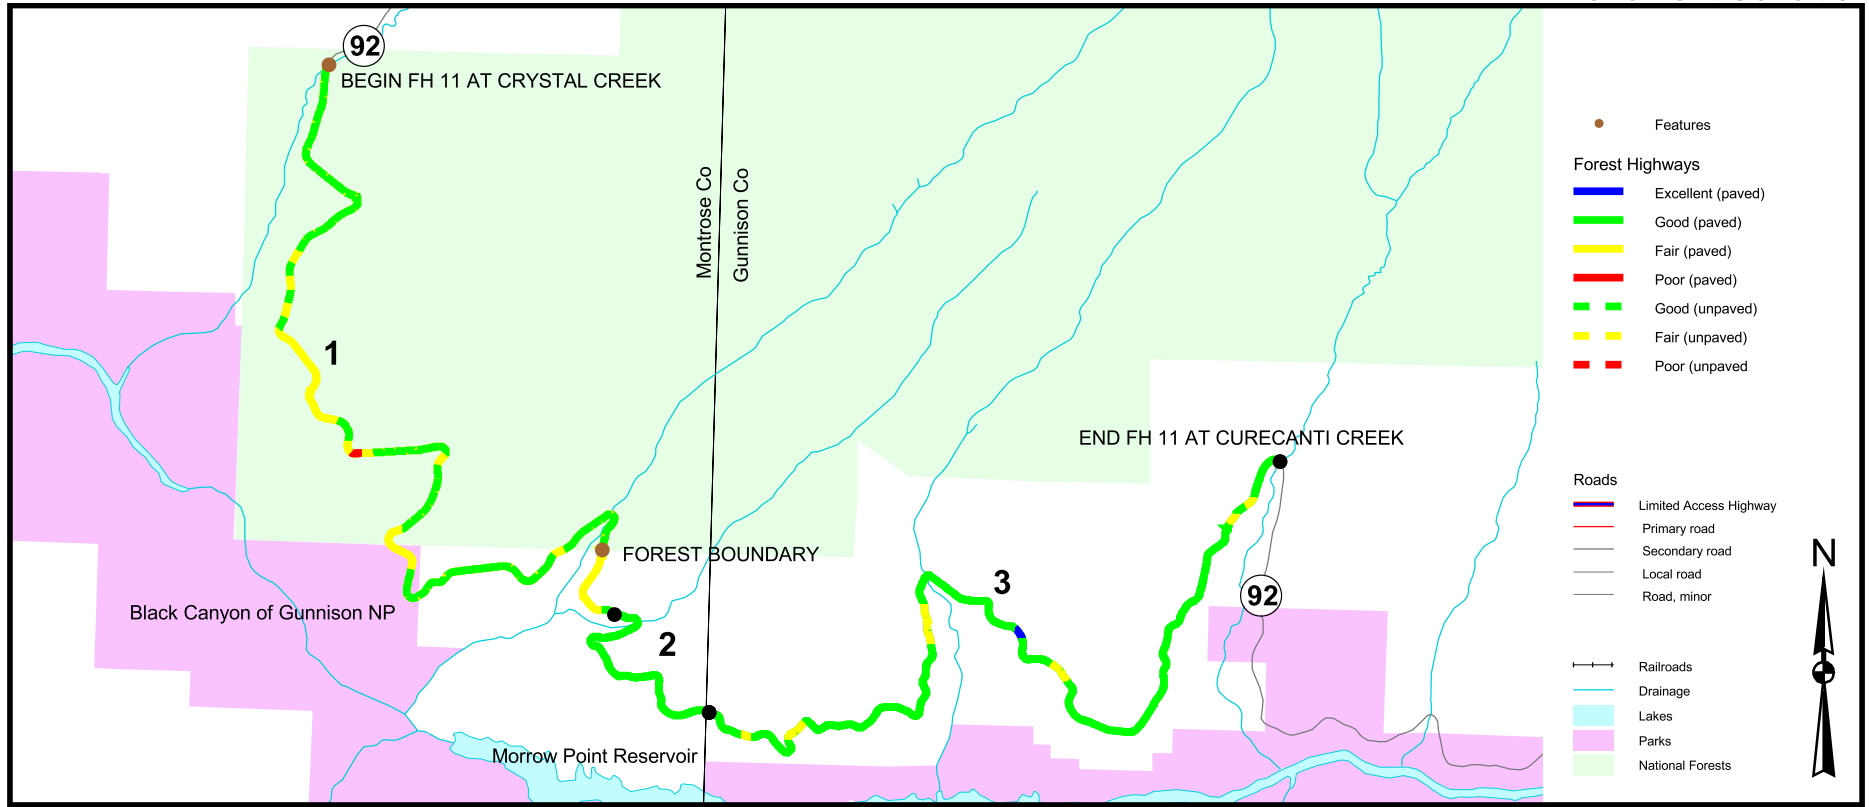 92
BEGIN FH 11 AT CRYSTAL CREEK
Montrose Co
Gunnison Co
1
END FH 11 AT CURECANTI CREEK
FOREST BOUNDARY
Black Canyon of Gunnison NP
2
3
92
Morrow Point Reservoir
Features
Forest Highways
Excellent (paved)
Good (paved)
Fair (paved)
Poor (paved)
Good (unpaved)
Fair (unpaved)
Poor (unpaved
Roads
Limited Access Highway
Primary road
Secondary road
Local road
Road, minor
N
Railroads
Drainage
Lakes
Parks
National Forests